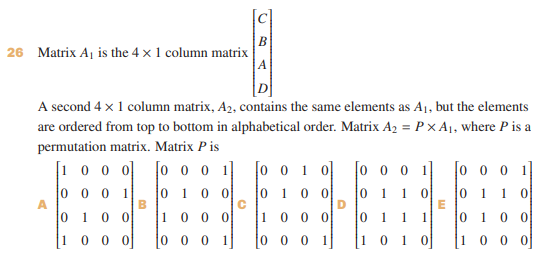 C
B
26 Matrix A₁ is the 4 × 1 column matrix
A
D
A second 4 × 1 column matrix, A₂, contains the same elements as A₁, but the elements
are ordered from top to bottom in alphabetical order. Matrix A₂ = P × A₁, where P is a
permutation matrix. Matrix P is
A
1 0 0 0
0 0 0 1
0 1 0 0
1 0 0 0
B
0 0 0 1
0 1 0 0
1 0 0 0
0 0 0 1
C
0 0 1 0
0 1 0 0
1 0 0 0
0 0 0 1
D
0 0 0 1
0 1 1 0
0 1 1 1
1 0 1 0
E
0 0 0 1
0 1 1 0
0 1 0 0
1 0 0 0